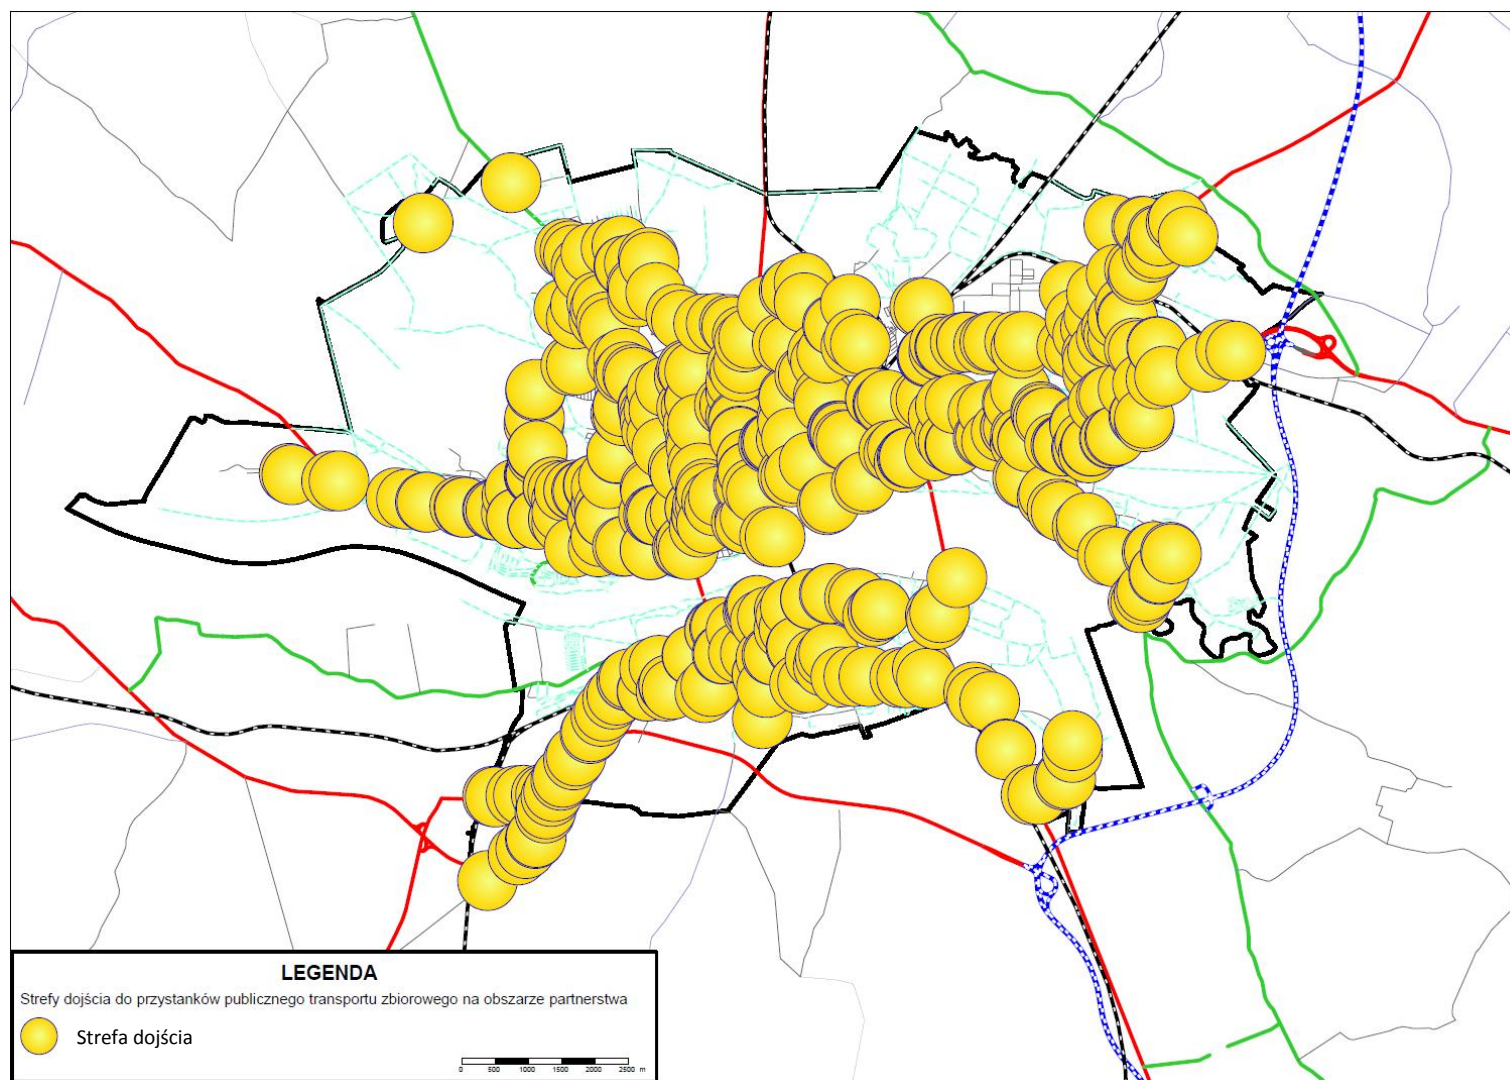 LEGENDA
Strefy dojścia do przystanków publicznego transportu zbiorowego na obszarze partnerstwa
Strefa dojścia
0 500 1000 1500 2000 2500 m